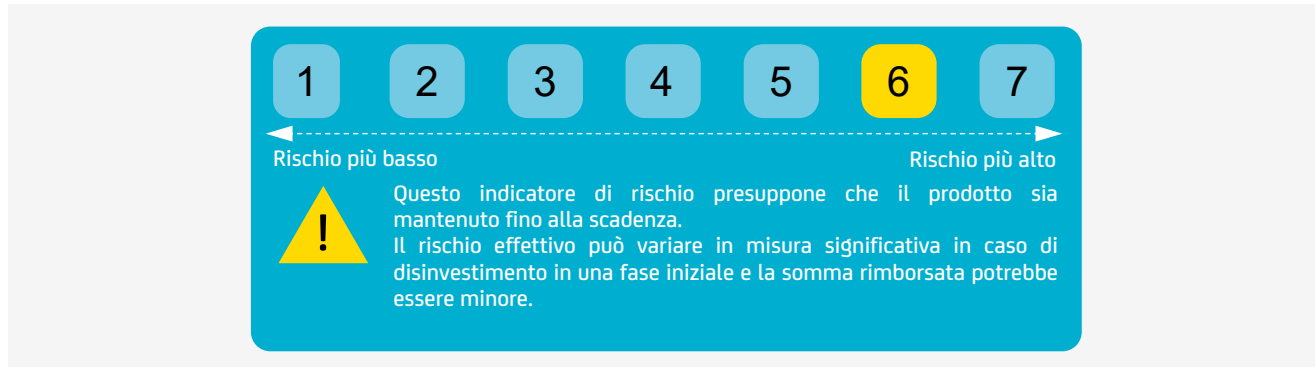 1 2 3 4 5 6 7
Rischio più basso Rischio più alto
! Questo indicatore di rischio presuppone che il prodotto sia
mantenuto fino alla scadenza.
Il rischio effettivo può variare in misura significativa in caso di
disinvestimento in una fase iniziale e la somma rimborsata potrebbe
essere minore.